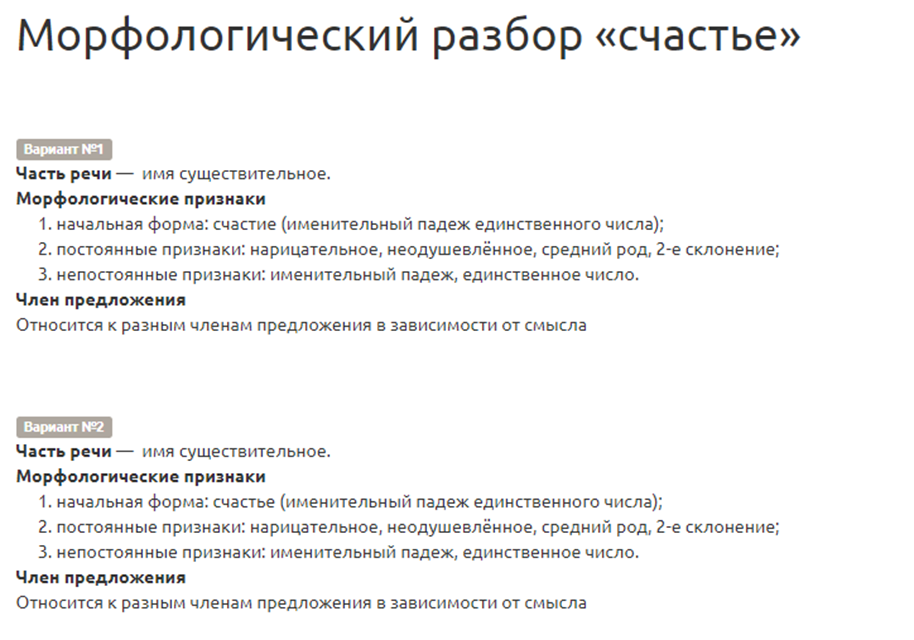 Морфологический разбор «счастье»
Вариант №1
Часть речи — имя существительное.
Морфологические признаки
1. начальная форма: счастие (именительный падеж единственного числа);
2. постоянные признаки: нарицательное, неодушевлённое, средний род, 2-е склонение;
3. непостоянные признаки: именительный падеж, единственное число.
Член предложения
Относится к разным членам предложения в зависимости от смысла
Вариант №2
Часть речи — имя существительное.
Морфологические признаки
1. начальная форма: счастье (именительный падеж единственного числа);
2. постоянные признаки: нарицательное, неодушевлённое, средний род, 2-е склонение;
3. непостоянные признаки: именительный падеж, единственное число.
Член предложения
Относится к разным членам предложения в зависимости от смысла